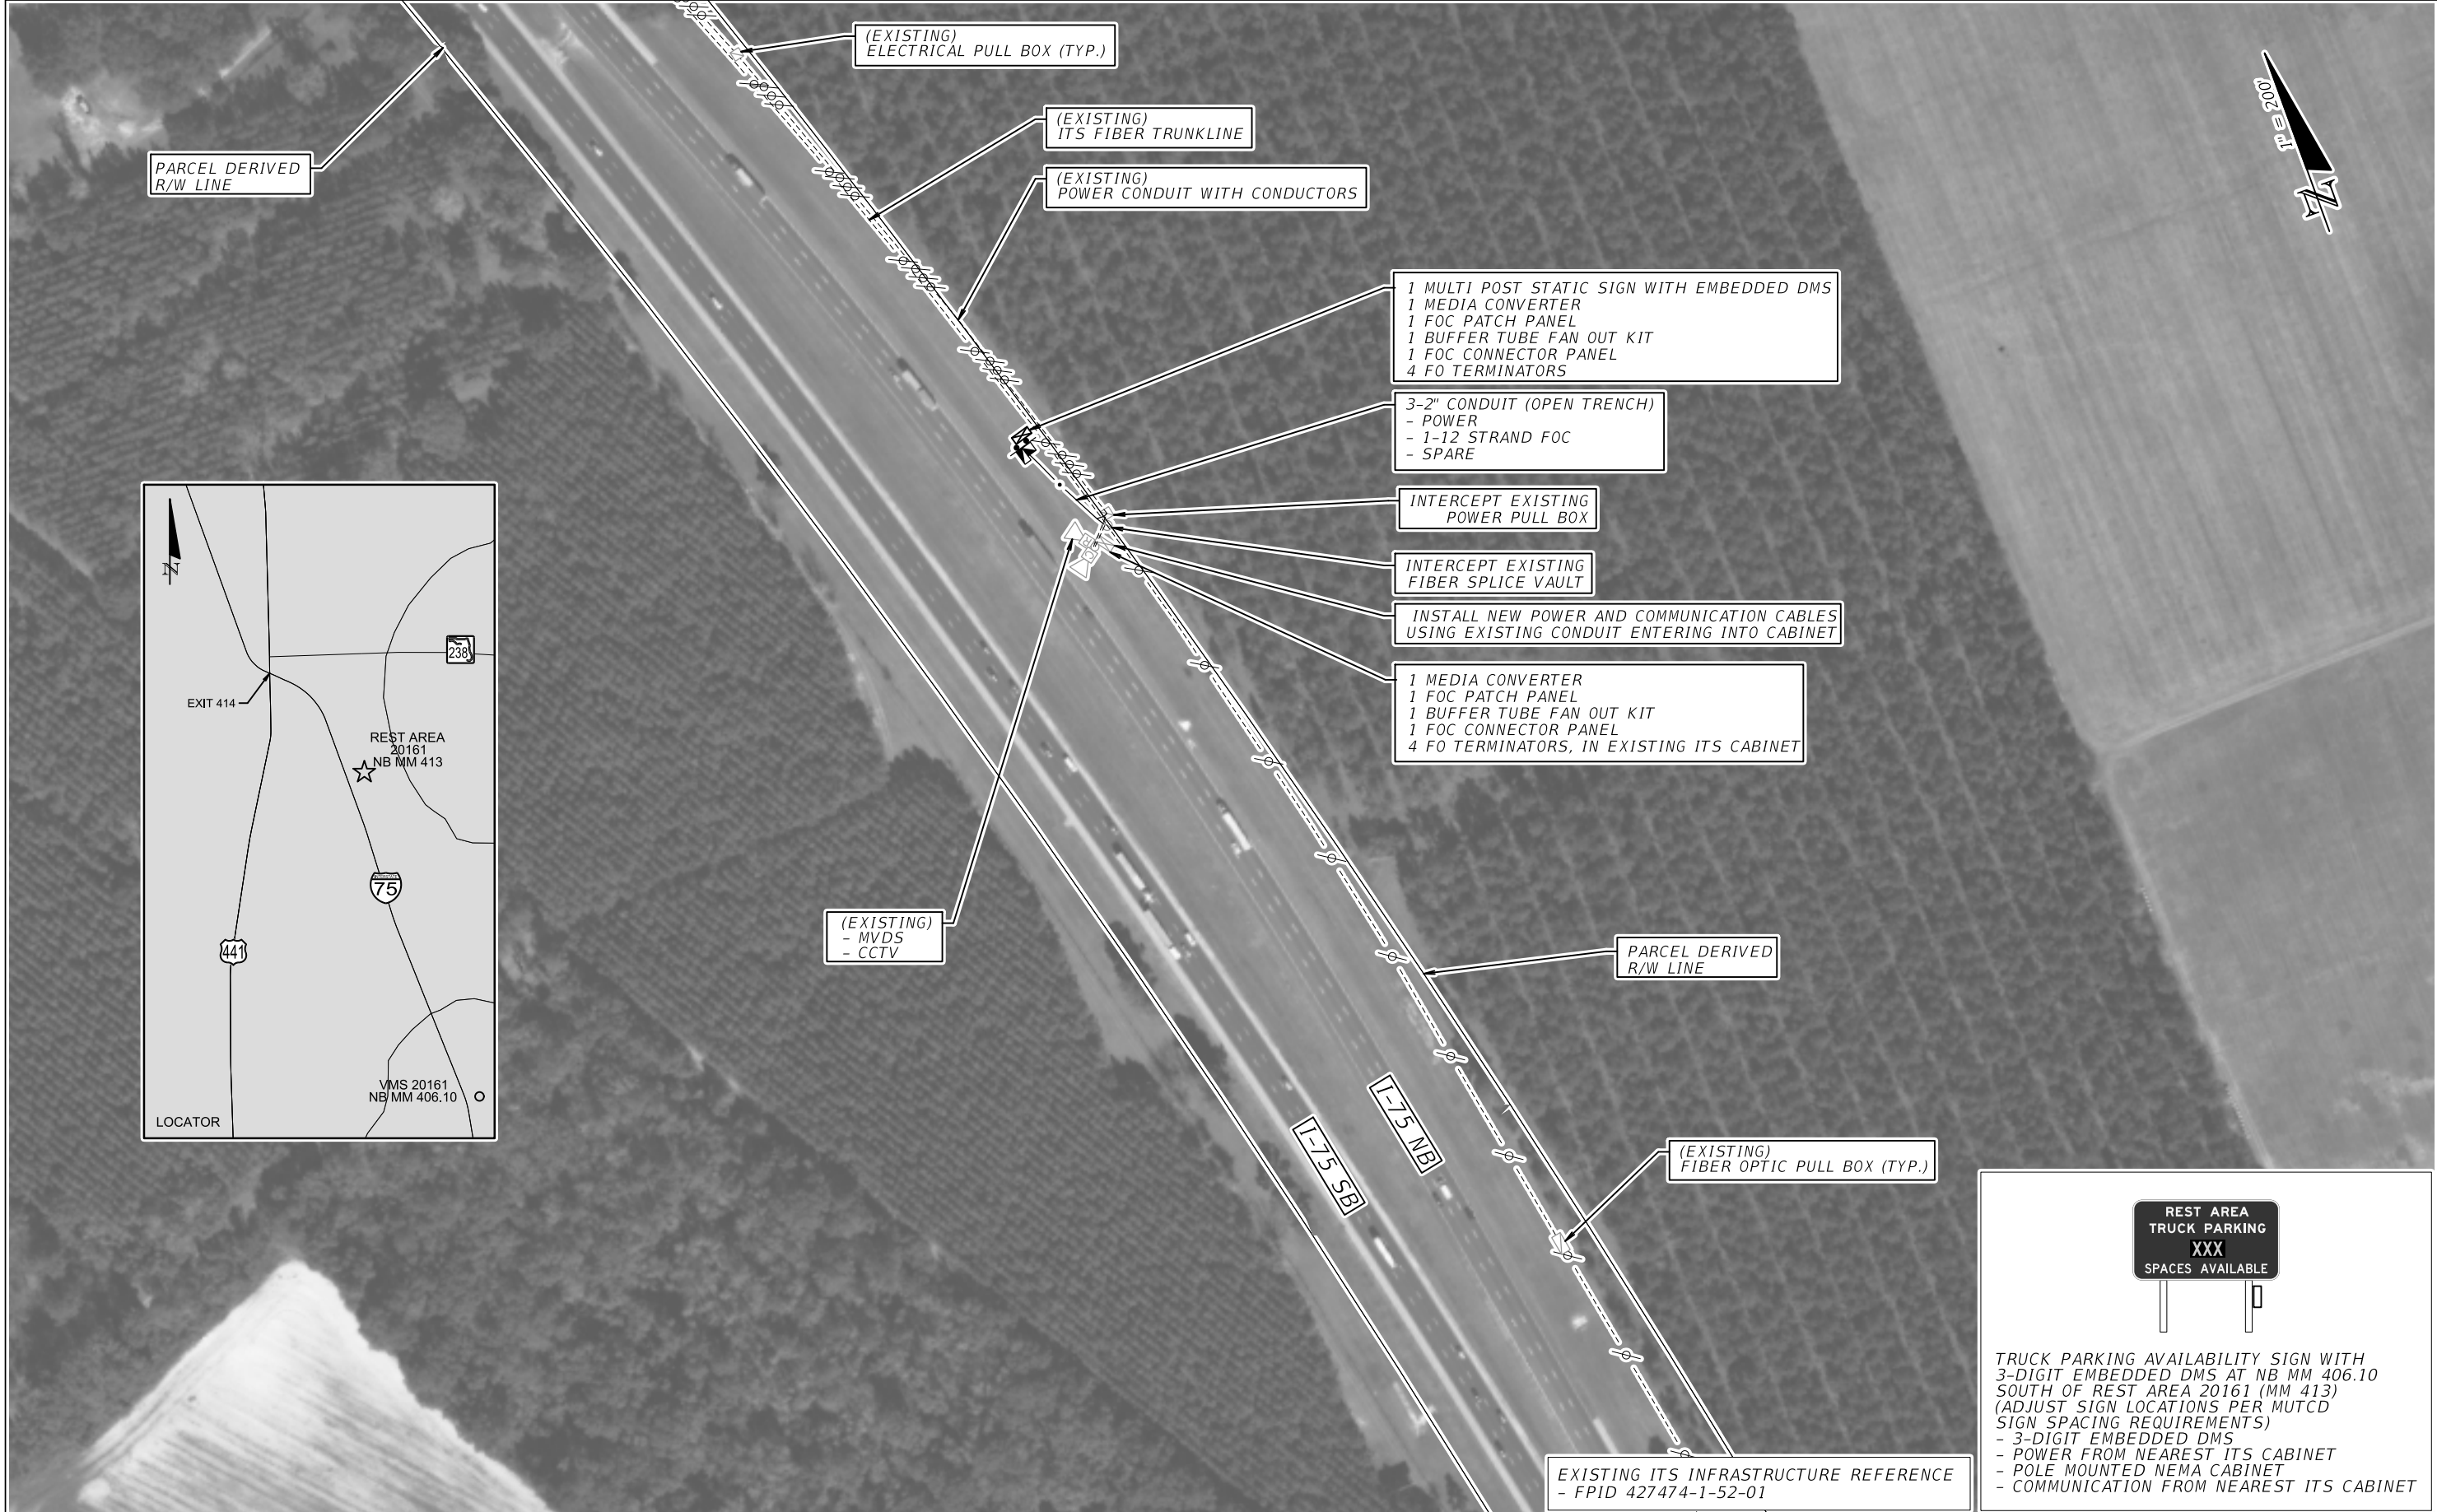 (EXISTING)
ELECTRICAL PULL BOX (TYP.)
(EXISTING)
ITS FIBER TRUNKLINE
(EXISTING)
POWER CONDUIT WITH CONDUCTORS
PARCEL DERIVED
R/W LINE
1" = 200'
N
1 MULTI POST STATIC SIGN WITH EMBEDDED DMS
1 MEDIA CONVERTER
1 FOC PATCH PANEL
1 BUFFER TUBE FAN OUT KIT
1 FOC CONNECTOR PANEL
4 FO TERMINATORS
3-2" CONDUIT (OPEN TRENCH)
- POWER
- 1-12 STRAND FOC
- SPARE
INTERCEPT EXISTING
POWER PULL BOX
INTERCEPT EXISTING
FIBER SPLICE VAULT
INSTALL NEW POWER AND COMMUNICATION CABLES
USING EXISTING CONDUIT ENTERING INTO CABINET
1 MEDIA CONVERTER
1 FOC PATCH PANEL
1 BUFFER TUBE FAN OUT KIT
1 FOC CONNECTOR PANEL
4 FO TERMINATORS, IN EXISTING ITS CABINET
N
238
EXIT 414
REST AREA
20161
NB MM 413
75
441
VMS 20161
NB MM 406.10
LOCATOR
(EXISTING)
- MVDS
- CCTV
PARCEL DERIVED
R/W LINE
I-75 NB
I-75 SB
(EXISTING)
FIBER OPTIC PULL BOX (TYP.)
REST AREA
TRUCK PARKING
XXX
SPACES AVAILABLE
TRUCK PARKING AVAILABILITY SIGN WITH
3-DIGIT EMBEDDED DMS AT NB MM 406.10
SOUTH OF REST AREA 20161 (MM 413)
(ADJUST SIGN LOCATIONS PER MUTCD
SIGN SPACING REQUIREMENTS)
- 3-DIGIT EMBEDDED DMS
- POWER FROM NEAREST ITS CABINET
- POLE MOUNTED NEMA CABINET
- COMMUNICATION FROM NEAREST ITS CABINET
EXISTING ITS INFRASTRUCTURE REFERENCE
- FPID 427474-1-52-01